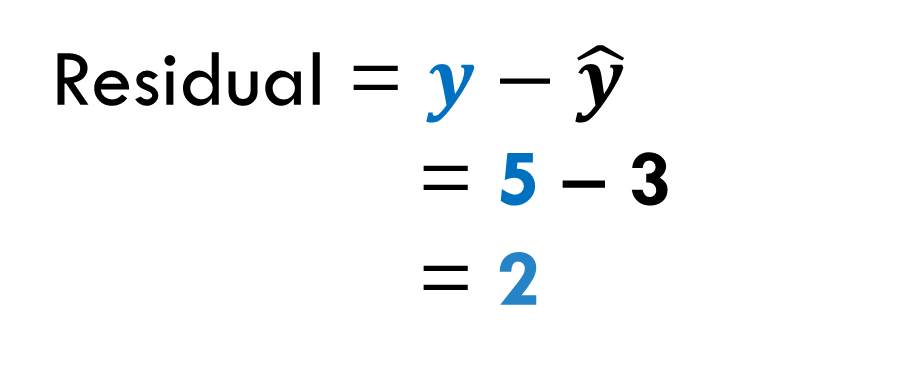 Residual = y − ŷ
= 5 − 3
= 2